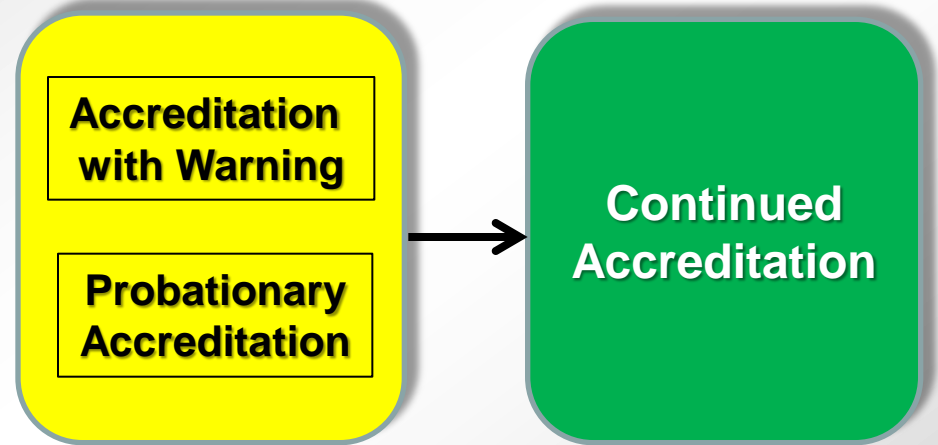 Accreditation
with Warning
Probationary
Accreditation
Continued
Accreditation